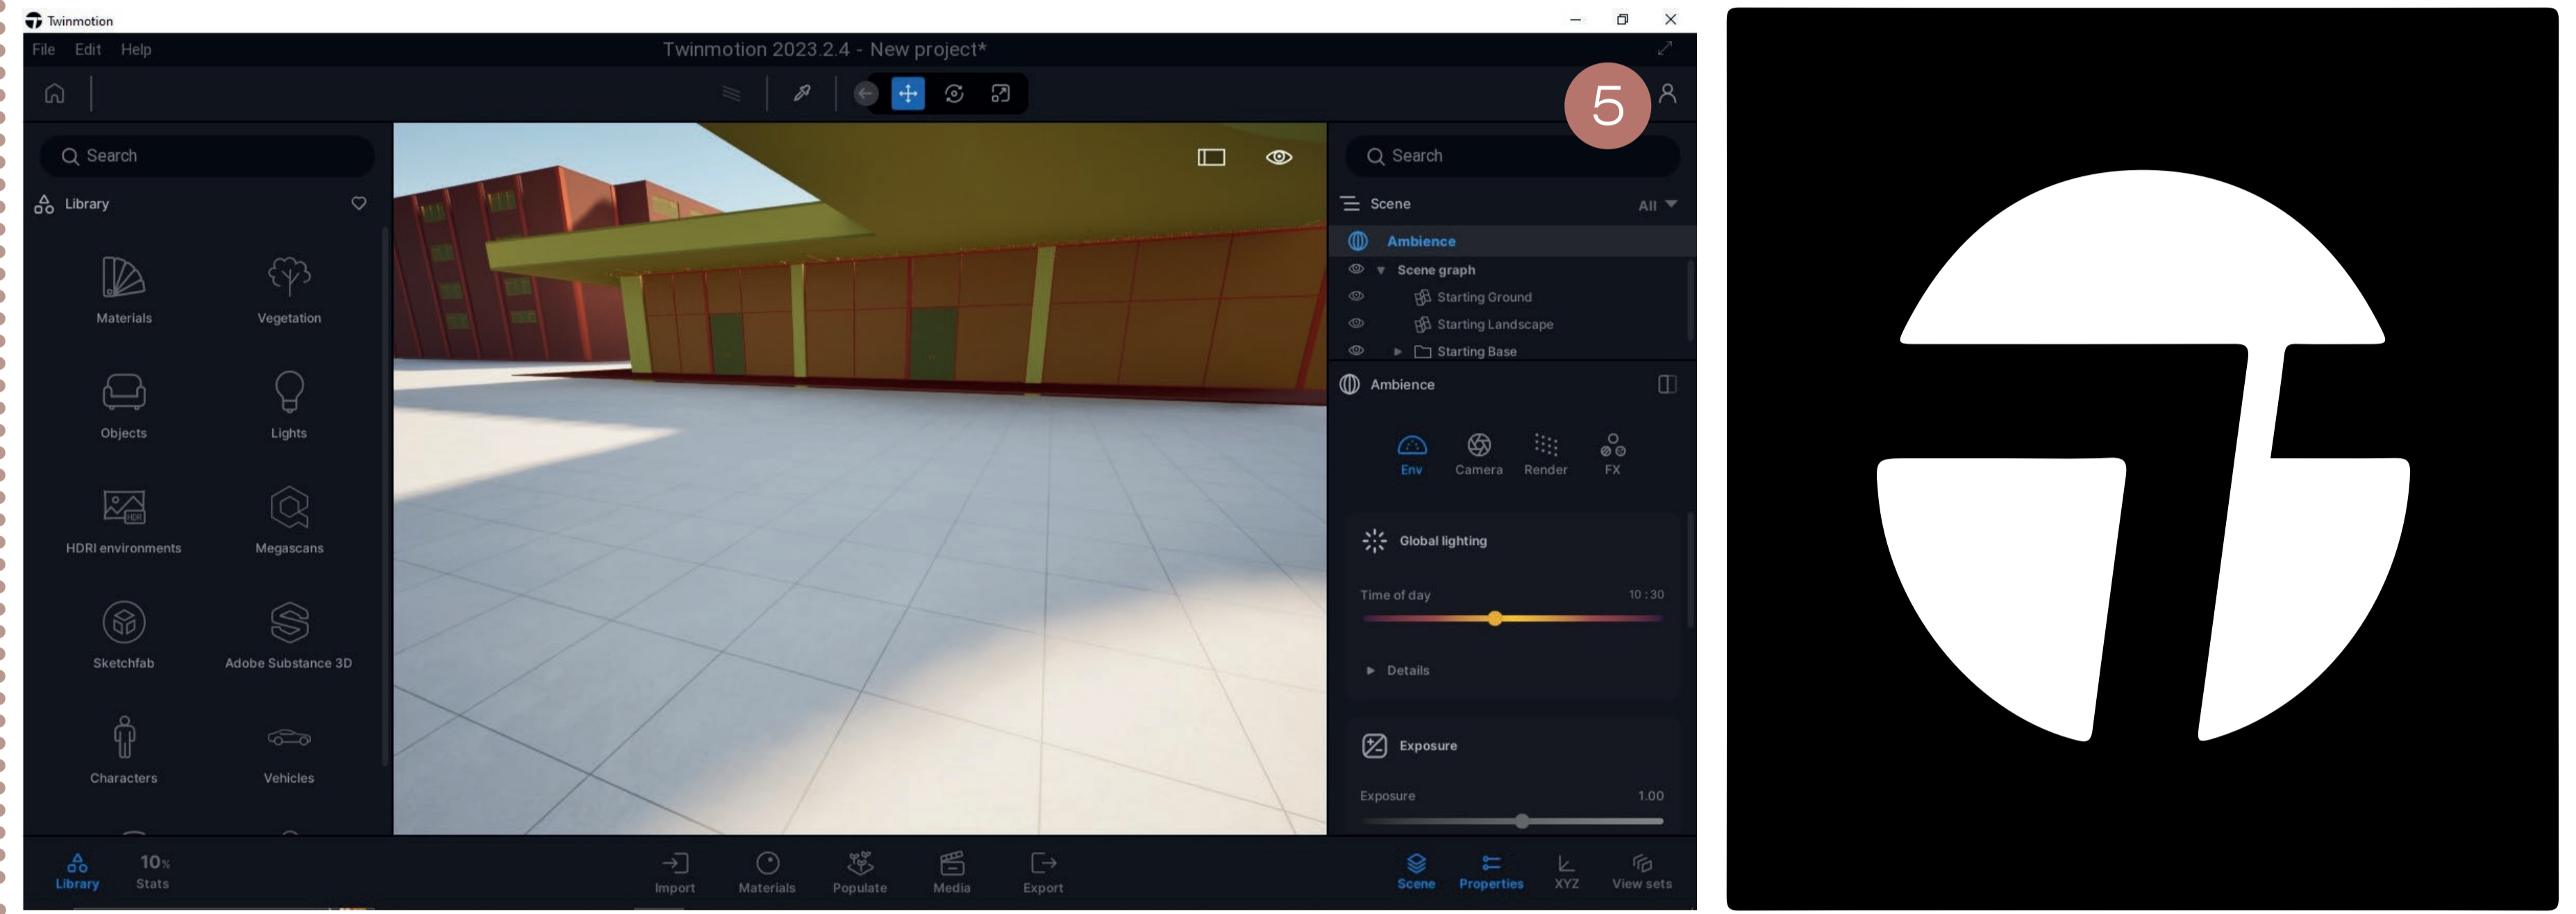 Twinmotion
File Edit Help
Twinmotion 2023.2.4 - New project*
5
Search
Library
Materials Vegetation
Objects Lights
HDR
HDRI environments Megascans
Sketchfab Adobe Substance 3D
Characters Vehicles
Search
Scene All
Ambience
Scene graph
Starting Ground
Starting Landscape
Starting Base
Ambience
Env Camera Render FX
Global lighting
Time of day 10:30
Details
Exposure
Exposure 1.00
Library
10%
Stats
Import Materials Populate Media Export
Scene Properties XYZ View sets